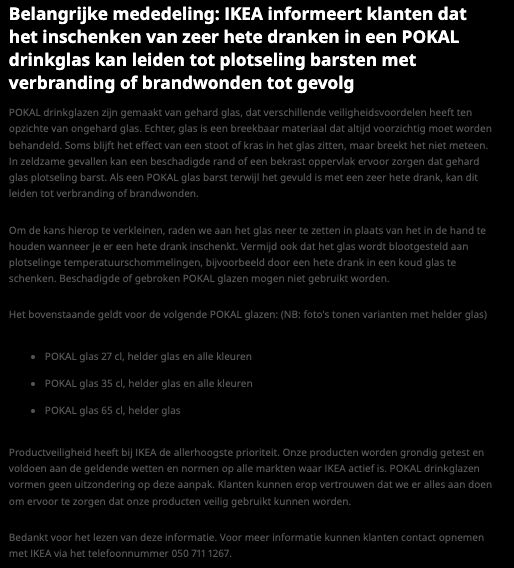 Belangrijke mededeling: IKEA informeert klanten dat
het inschenken van zeer hete dranken in een POKAL
drinkglas kan leiden tot plotseling barsten met
verbranding of brandwonden tot gevolg
POKAL drinkglazen zijn gemaakt van gehard glas, dat verschillende veiligheidsvoordelen heeft ten
opzichte van ongehard glas. Echter, glas is een breekbaar materiaal dat altijd voorzichtig moet worden
behandeld. Soms blijft het effect van een stoot of kras in het glas zitten, maar breekt het niet meteen.
In zeldzame gevallen kan een beschadigde rand of een bekrast oppervlak ervoor zorgen dat gehard
glas plotseling barst. Als een POKAL glas barst terwijl het gevuld is met een zeer hete drank, kan dit
leiden tot verbranding of brandwonden.
Om de kans hierop te verkleinen, raden we aan het glas neer te zetten in plaats van het in de hand te
houden wanneer je er een hete drank inschenkt. Vermijd ook dat het glas wordt blootgesteld aan
plotselinge temperatuurschommelingen, bijvoorbeeld door een hete drank in een koud glas te
schenken. Beschadigde of gebroken POKAL glazen mogen niet gebruikt worden.
Het bovenstaande geldt voor de volgende POKAL glazen: (NB: foto's tonen varianten met helder glas)
• POKAL glas 27 cl, helder glas en alle kleuren
• POKAL glas 35 cl, helder glas en alle kleuren
• POKAL glas 65 cl, helder glas
Productveiligheid heeft bij IKEA de allerhoogste prioriteit. Onze producten worden grondig getest en
voldoen aan de geldende wetten en normen op alle markten waar IKEA actief is. POKAL drinkglazen
vormen geen uitzondering op deze aanpak. Klanten kunnen erop vertrouwen dat we er alles aan doen
om ervoor te zorgen dat onze producten veilig gebruikt kunnen worden.
Bedankt voor het lezen van deze informatie. Voor meer informatie kunnen klanten contact opnemen
met IKEA via het telefoonnummer 050 711 1267.